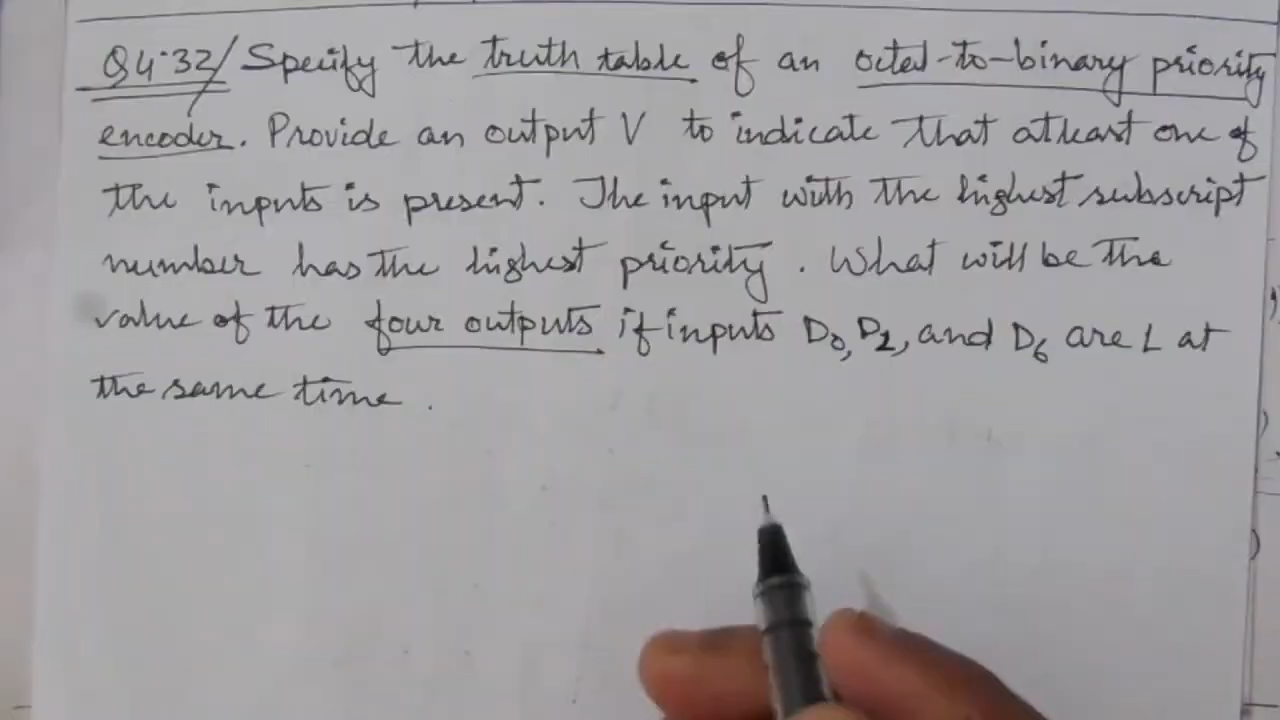 Q4.32/ Specify the truth table of an octal-to-binary priority
encoder. Provide an output V to indicate that atleast one of
the inputs is present. The input with the highest subscript
number has the highest priority. What will be the
value of the four outputs if inputs D0, D2, and D6 are 1 at
the same time.